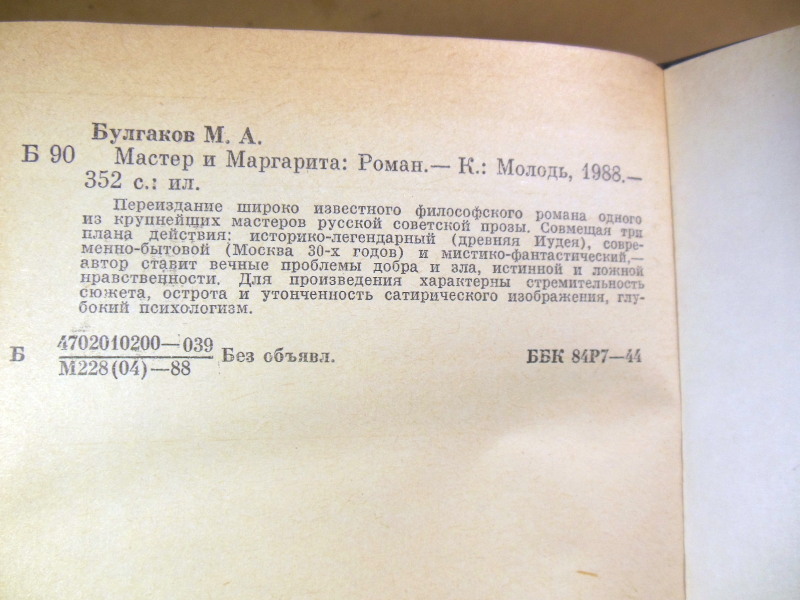 Булгаков М. А.
Б 90 Мастер и Маргарита: Роман.— К.: Молодь, 1988.—
352 с.: ил.
Переиздание широко известного философского романа одного
из крупнейших мастеров русской советской прозы. Совмещая три
плана действия: историко-легендарный (древняя Иудея), совре-
менно-бытовой (Москва 30-х годов) и мистико-фантастический,—
автор ставит вечные проблемы добра и зла, истинной и ложной
нравственности. Для произведения характерны стремительность
сюжета, острота и утонченность сатирического изображения, глу-
бокий психологизм.
4702010200—039
Б Без объявл. ББК 84Р7—44
М228(04)—88